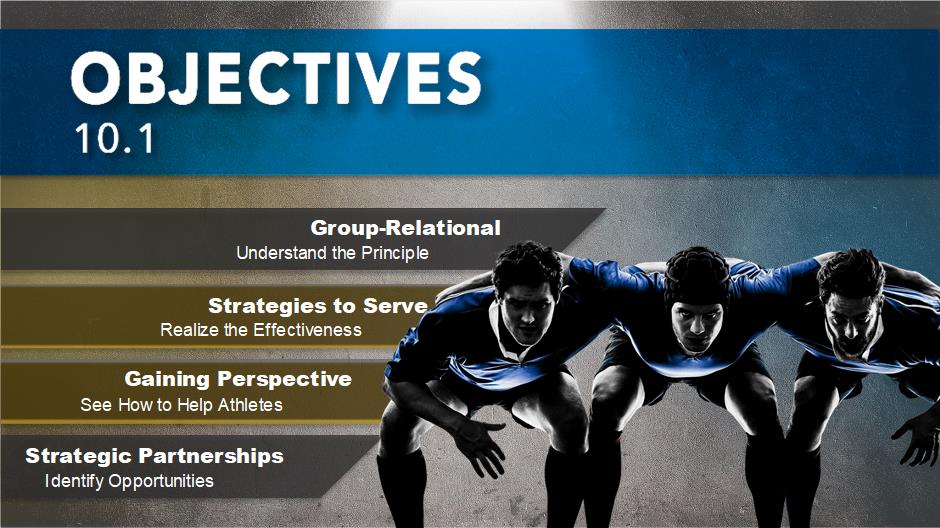 OBJECTIVES
10.1
Group-Relational
Understand the Principle
Strategies to Serve
Realize the Effectiveness
Gaining Perspective
See How to Help Athletes
Strategic Partnerships
Identify Opportunities